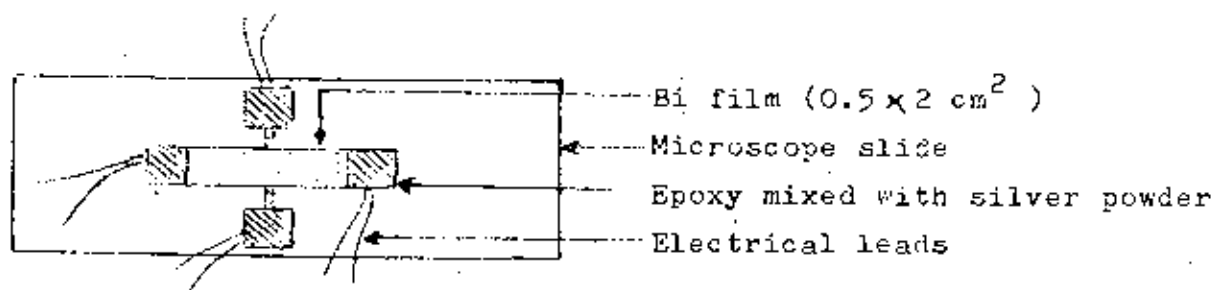 Bi film (0.5 x 2 cm² )
Microscope slide
Epoxy mixed with silver powder
Electrical leads